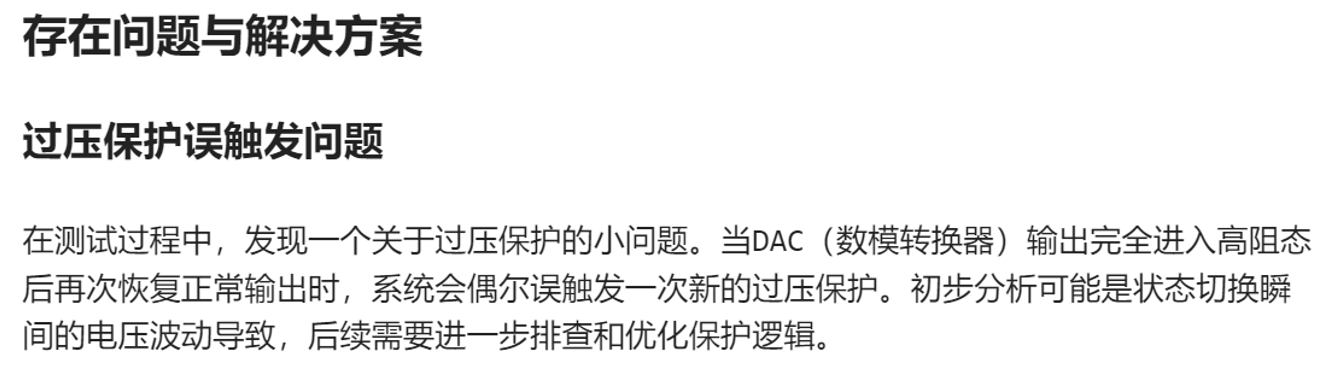 存在问题与解决方案
过压保护误触发问题
在测试过程中，发现一个关于过压保护的小问题。当DAC（数模转换器）输出完全进入高阻态
后再次恢复正常输出时，系统会偶尔误触发一次新的过压保护。初步分析可能是状态切换瞬
间的电压波动导致，后续需要进一步排查和优化保护逻辑。